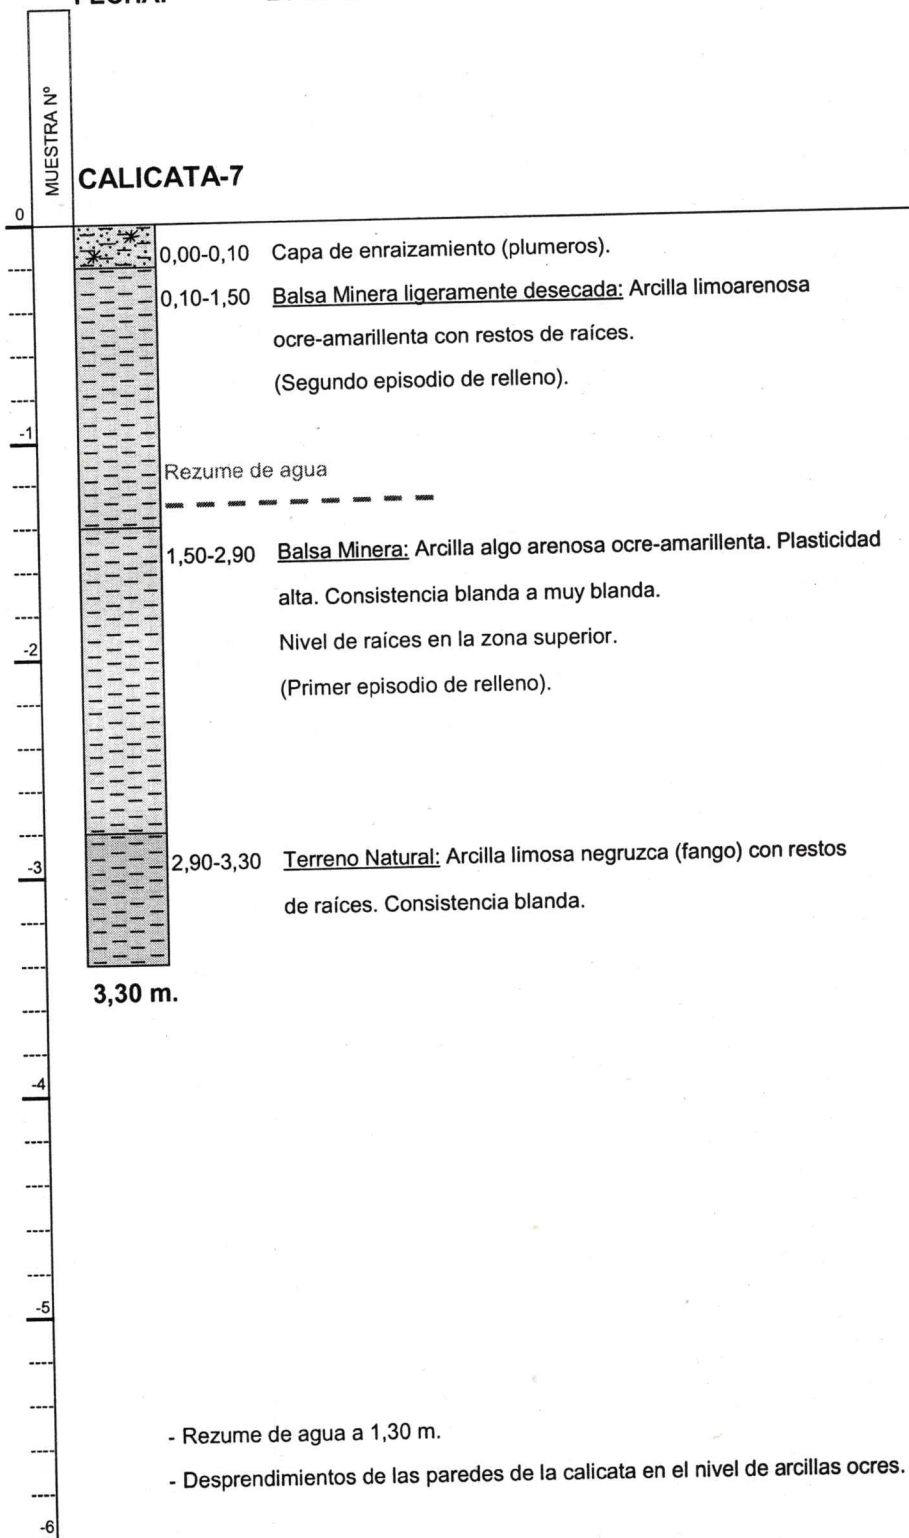 MUESTRA Nº
CALICATA-7
0
0,00-0,10 Capa de enraizamiento (plumeros).
0,10-1,50 Balsa Minera ligeramente desecada: Arcilla limoarenosa
ocre-amarillenta con restos de raíces.
(Segundo episodio de relleno).
-1
Rezume de agua
1,50-2,90 Balsa Minera: Arcilla algo arenosa ocre-amarillenta. Plasticidad
alta. Consistencia blanda a muy blanda.
Nivel de raíces en la zona superior.
-2
(Primer episodio de relleno).
2,90-3,30 Terreno Natural: Arcilla limosa negruzca (fango) con restos
-3
de raíces. Consistencia blanda.
3,30 m.
-4
-5
- Rezume de agua a 1,30 m.
- Desprendimientos de las paredes de la calicata en el nivel de arcillas ocres.
-6